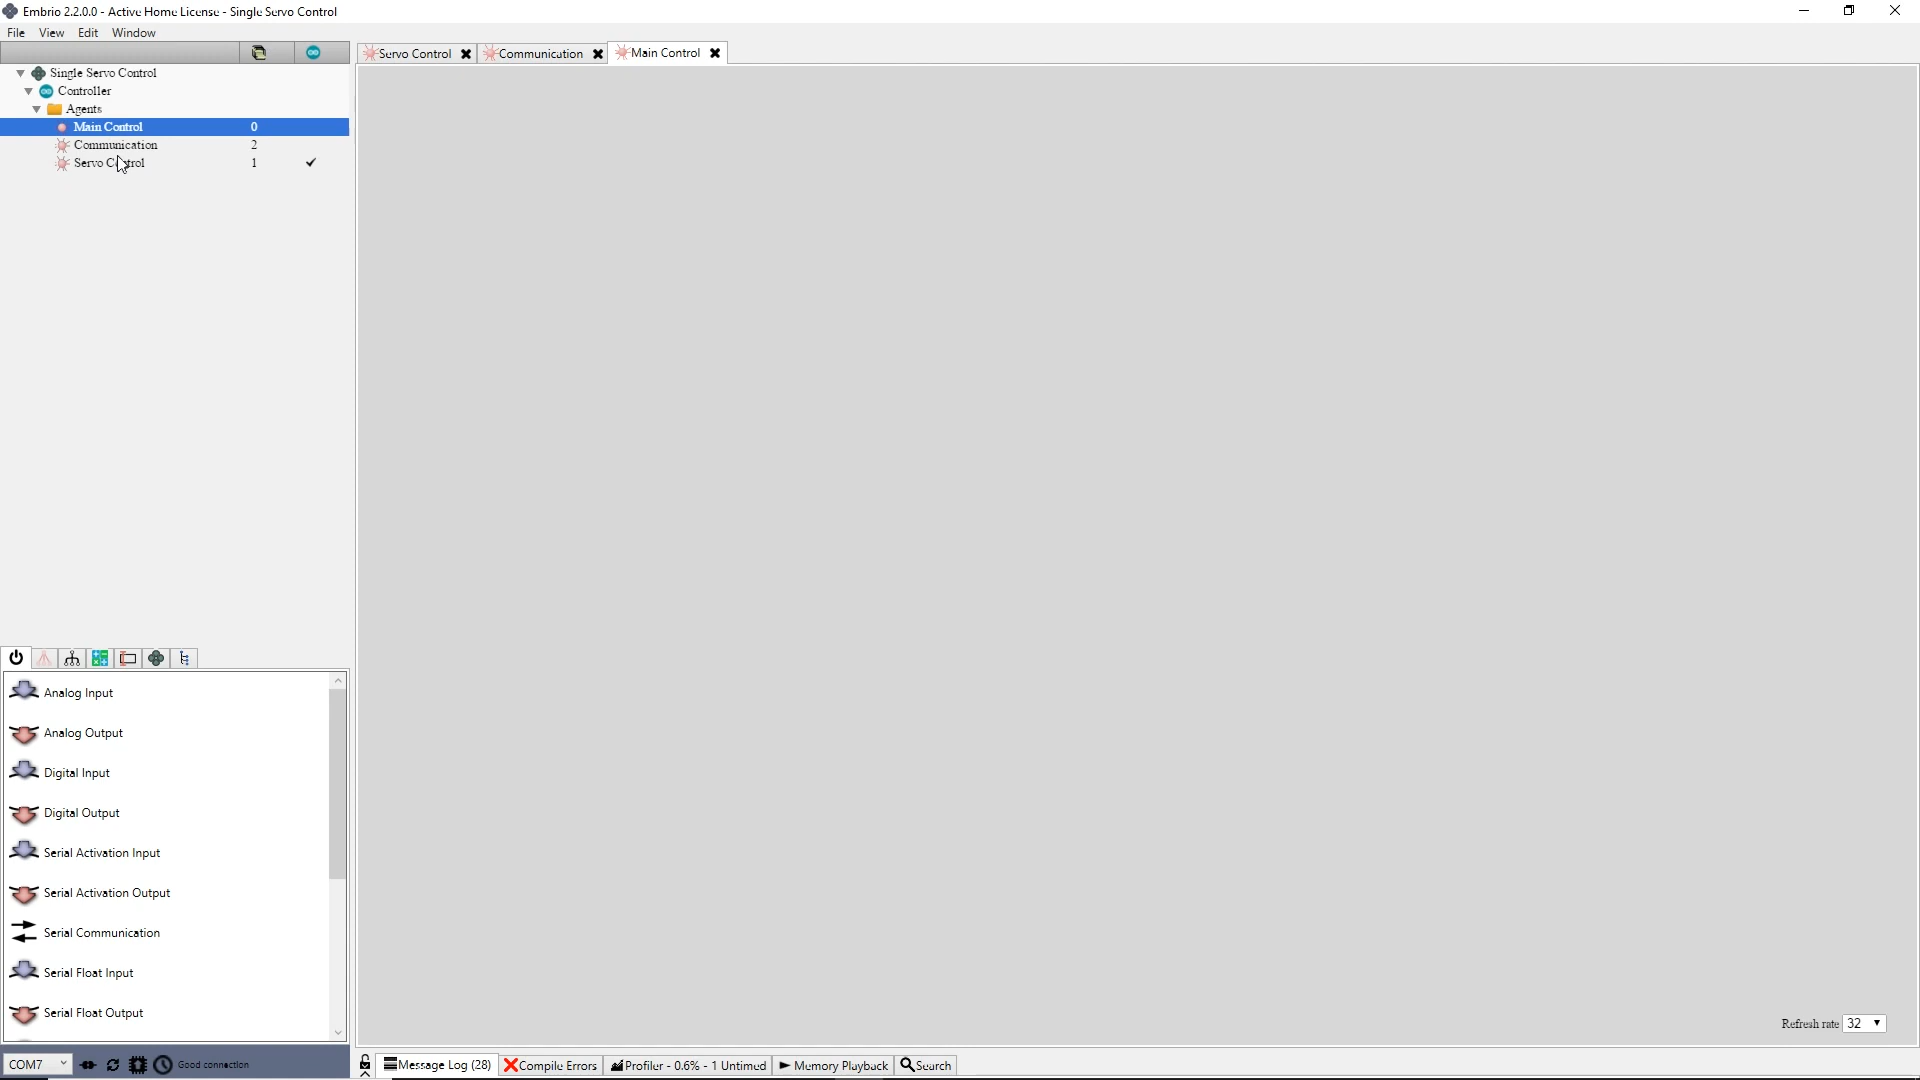 Embrio 2.2.0.0 - Active Home License - Single Servo Control
File View Edit Window
Servo Control Communication Main Control
Single Servo Control
Controller
Agents
Main Control 0
Communication 2
Servo Control 1
Analog Input
Analog Output
Digital Input
Digital Output
Serial Activation Input
Serial Activation Output
Serial Communication
Serial Float Input
Serial Float Output
Refresh rate 32
COM7 Good connection
Message Log (28) Compile Errors Profiler - 0.6% - 1 Untimed Memory Playback Search